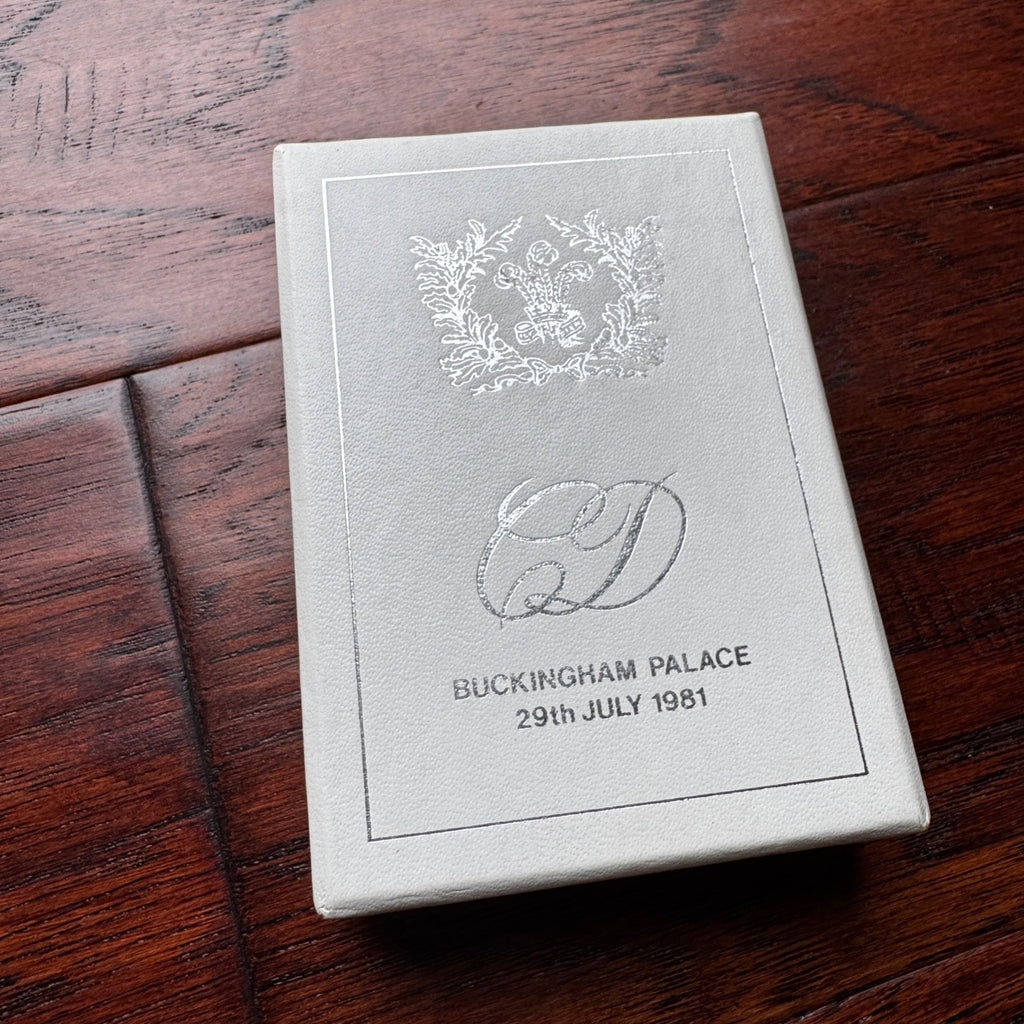 CD
BUCKINGHAM PALACE
29th JULY 1981